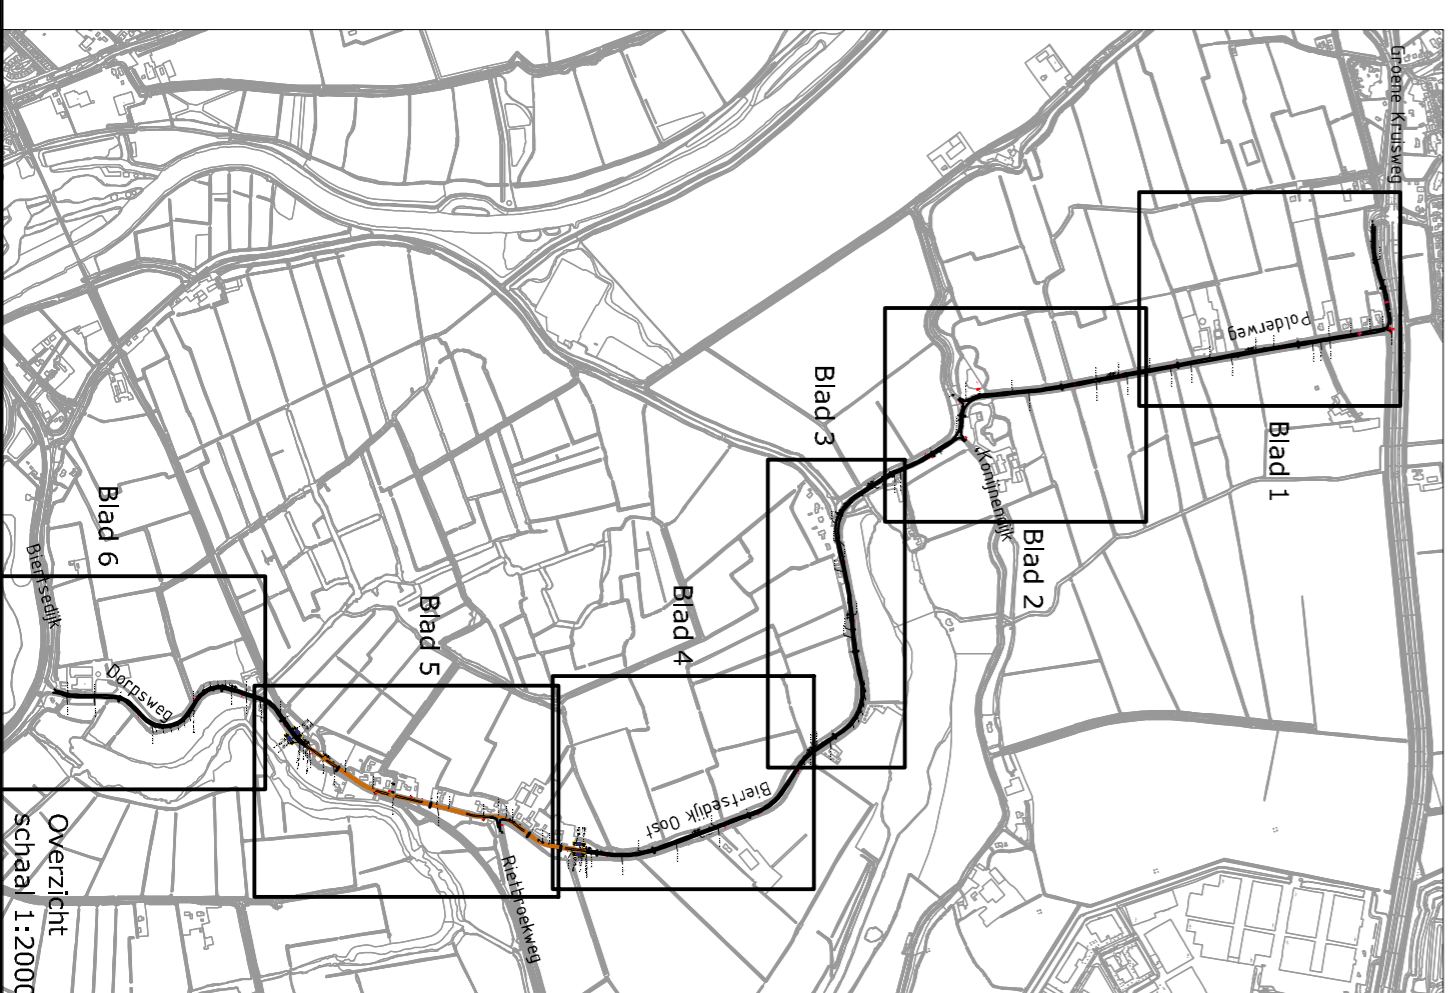 Groene Kruisweg
Polderweg
Blad 1
Konijnendijk
Blad 2
Blad 3
Blad 4
Biertsedijk Oost
Blad 5
Rietbroekweg
Blad 6
Biertsedijk
Dorpsweg
Overzicht
schaal 1:2000